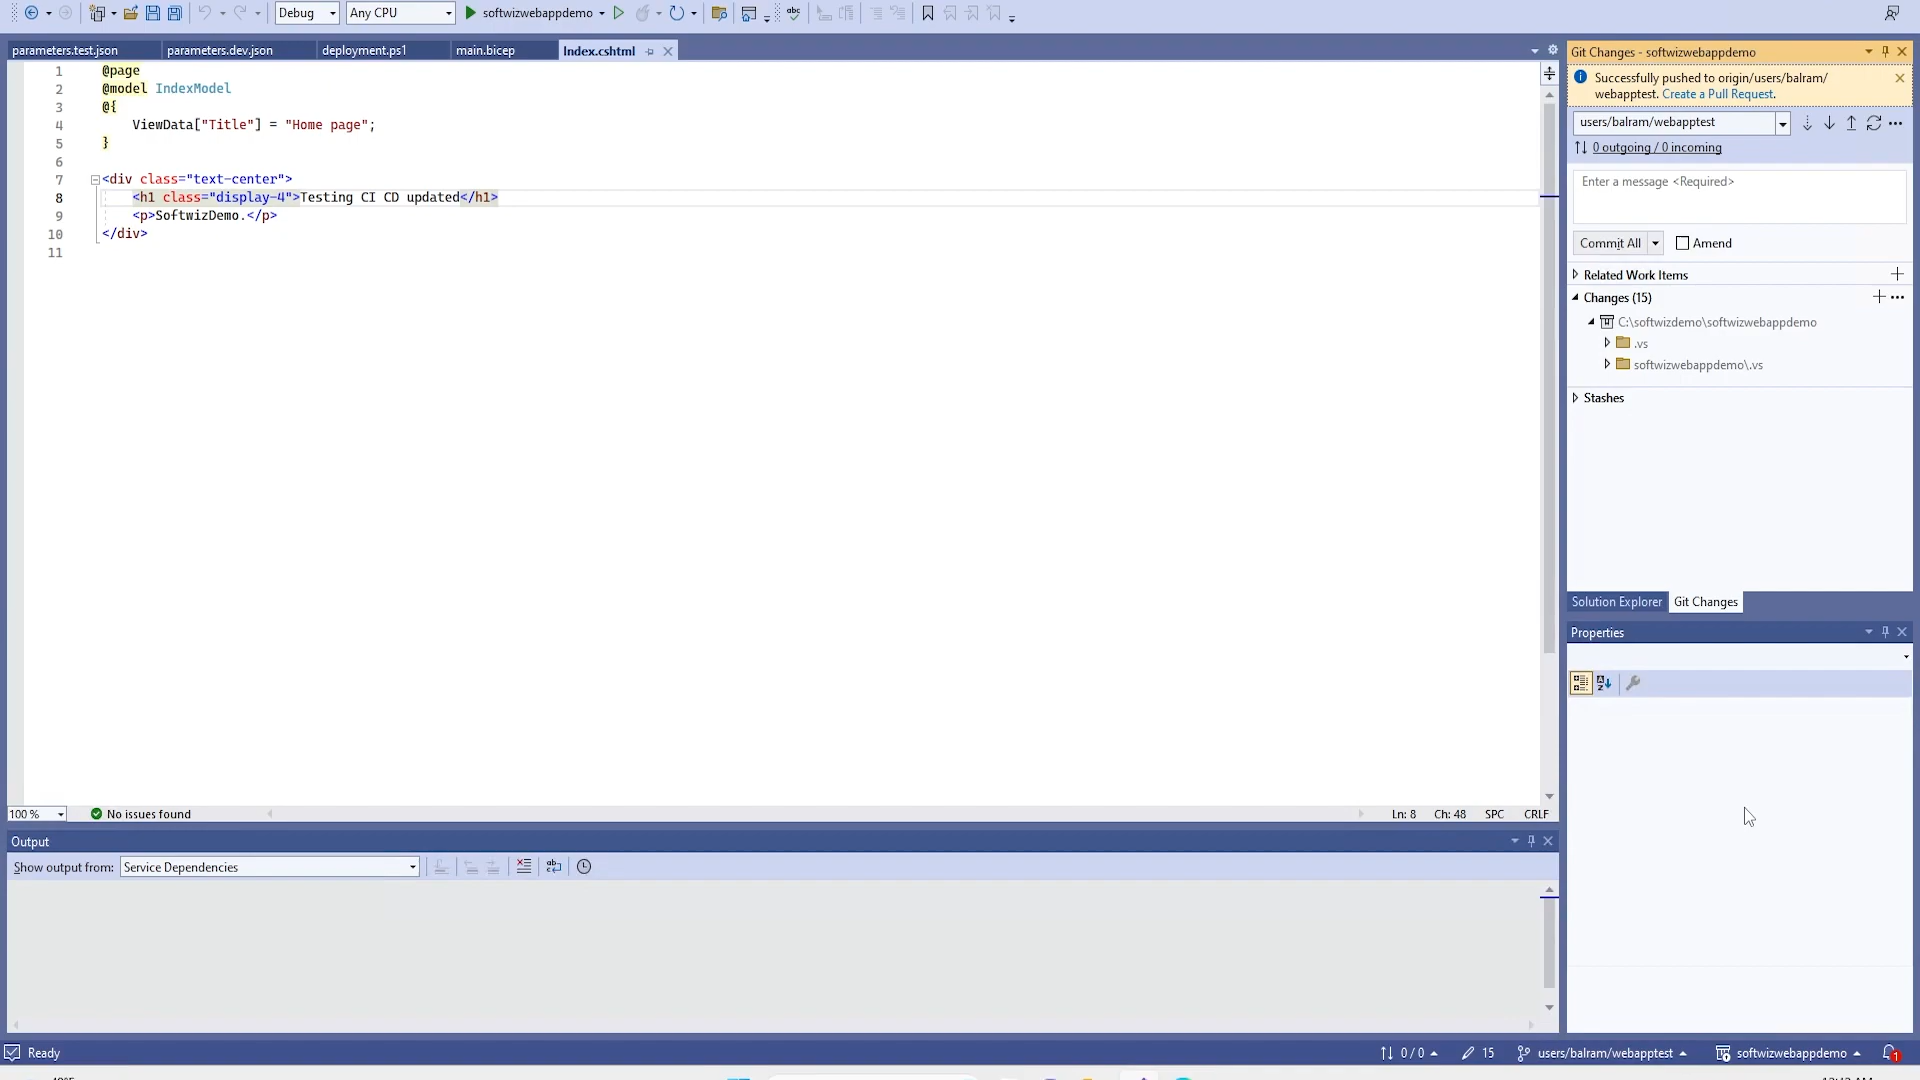 Debug
Any CPU
softwizwebappdemo
parameters.test.json
parameters.dev.json
deployment.ps1
main.bicep
Index.cshtml
1 @page
2 @model IndexModel
3 @{
4 ViewData["Title"] = "Home page";
5 }
6
7 <div class="text-center">
8 <h1 class="display-4">Testing CI CD updated</h1>
9 <p>SoftwizDemo.</p>
10 </div>
11
100 %
No issues found
Ln: 8
Ch: 48
SPC
CRLF
Output
Show output from:
Service Dependencies
Git Changes - softwizwebappdemo
Successfully pushed to origin/users/balram/
webapptest. Create a Pull Request.
users/balram/webapptest
0 outgoing / 0 incoming
Enter a message <Required>
Commit All
Amend
Related Work Items
Changes (15)
C:\softwizdemo\softwizwebappdemo
.vs
softwizwebappdemo\.vs
Stashes
Solution Explorer
Git Changes
Properties
Ready
0 / 0
15
users/balram/webapptest
softwizwebappdemo
1